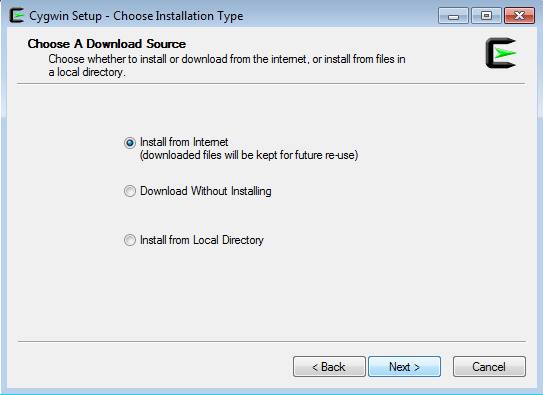 Cygwin Setup - Choose Installation Type
Choose A Download Source
Choose whether to install or download from the internet, or install from files in
a local directory.
Install from Internet
(downloaded files will be kept for future re-use)
Download Without Installing
Install from Local Directory
< Back
Next >
Cancel